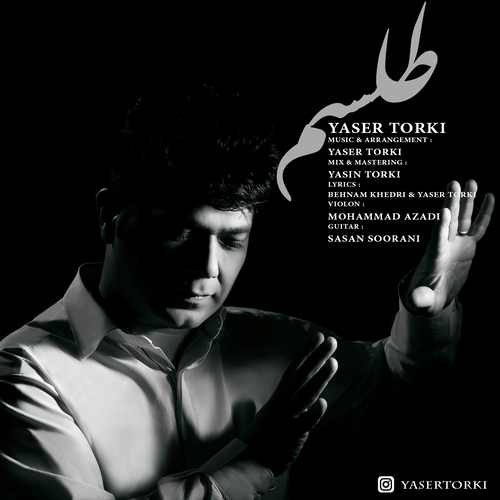 طلسم
YASER TORKI
MUSIC & ARRANGEMENT :
YASER TORKI
MIX & MASTERING :
YASIN TORKI
LYRICS :
BEHNAM KHEDRI & YASER TORKI
VIOLON :
MOHAMMAD AZADI
GUITAR :
SASAN SOORANI
YASERTORKI